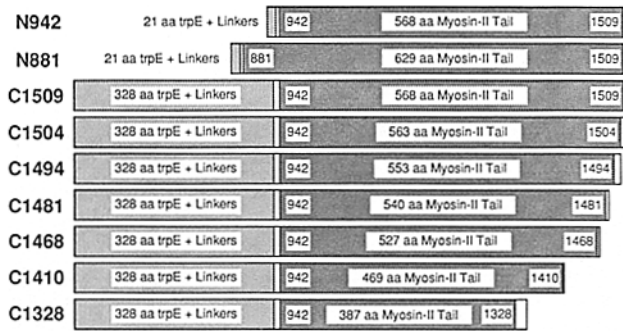 N942 21 aa trpE + Linkers 942 568 aa Myosin-II Tail 1509
N881 21 aa trpE + Linkers 881 629 aa Myosin-II Tail 1509
C1509 328 aa trpE + Linkers 942 568 aa Myosin-II Tail 1509
C1504 328 aa trpE + Linkers 942 563 aa Myosin-II Tail 1504
C1494 328 aa trpE + Linkers 942 553 aa Myosin-II Tail 1494
C1481 328 aa trpE + Linkers 942 540 aa Myosin-II Tail 1481
C1468 328 aa trpE + Linkers 942 527 aa Myosin-II Tail 1468
C1410 328 aa trpE + Linkers 942 469 aa Myosin-II Tail 1410
C1328 328 aa trpE + Linkers 942 387 aa Myosin-II Tail 1328